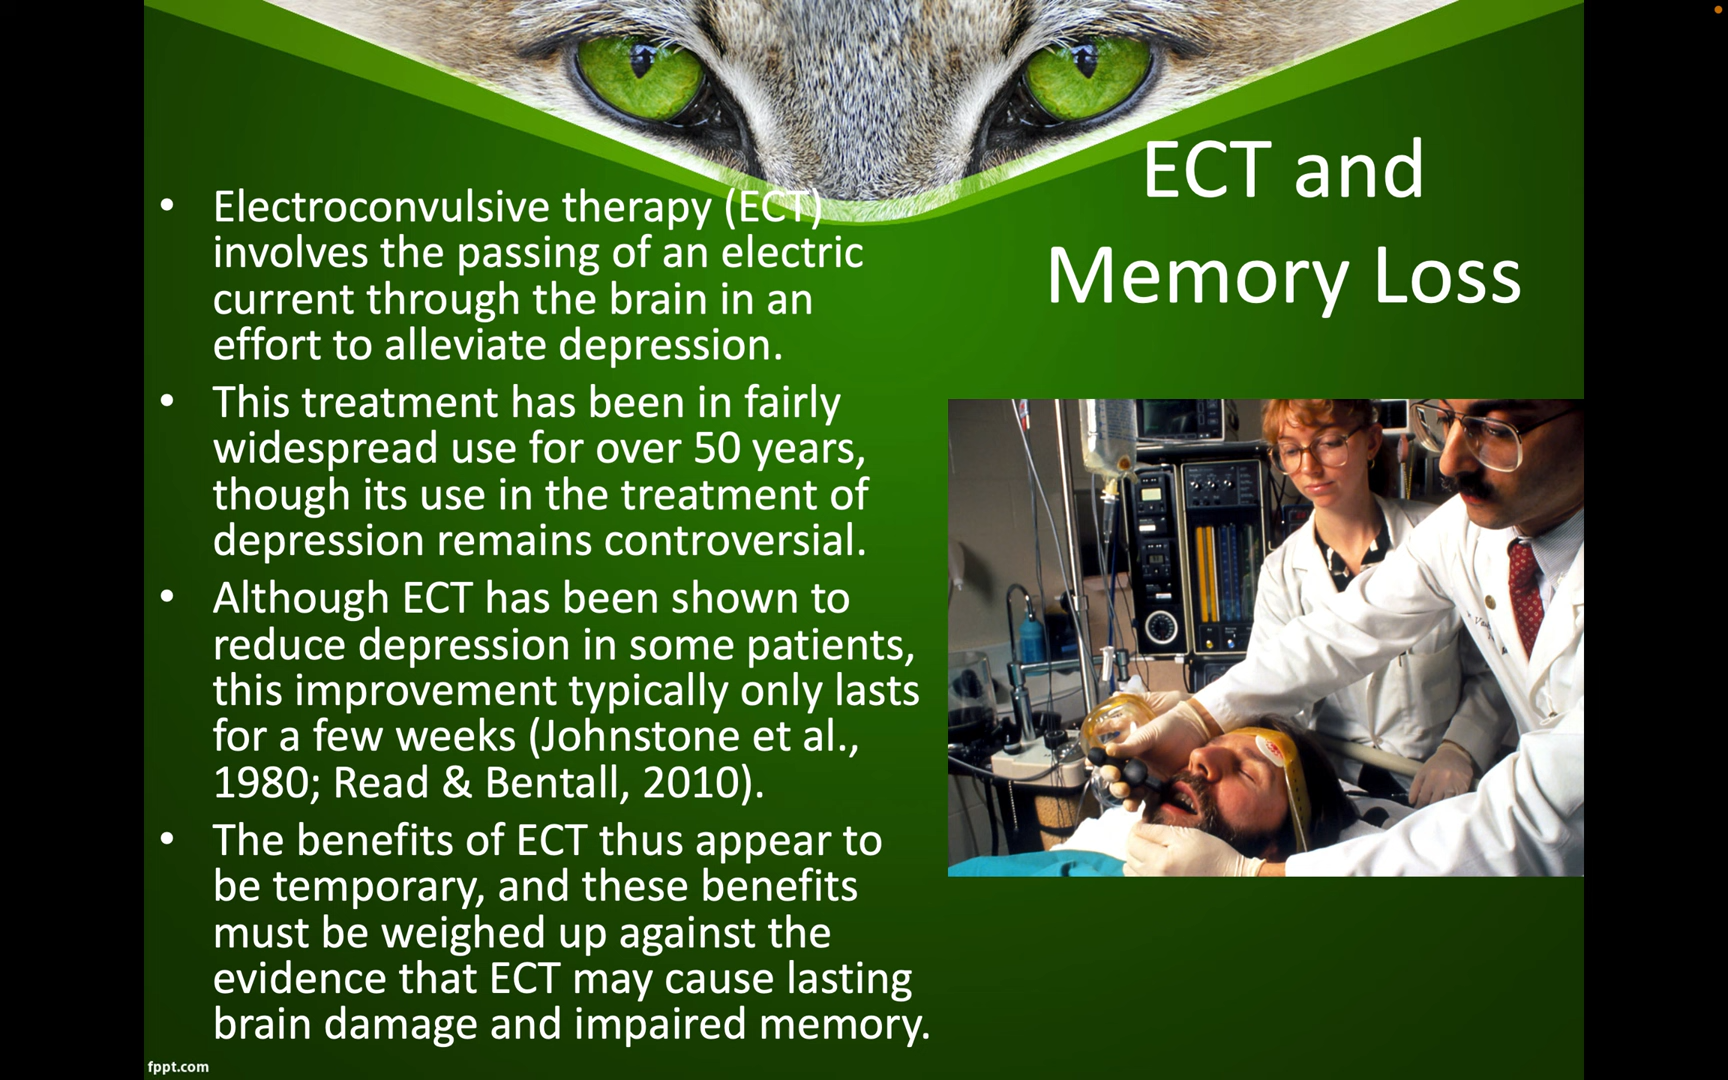 ECT and
Memory Loss
• Electroconvulsive therapy (ECT)
involves the passing of an electric
current through the brain in an
effort to alleviate depression.
• This treatment has been in fairly
widespread use for over 50 years,
though its use in the treatment of
depression remains controversial.
• Although ECT has been shown to
reduce depression in some patients,
this improvement typically only lasts
for a few weeks (Johnstone et al.,
1980; Read & Bentall, 2010).
• The benefits of ECT thus appear to
be temporary, and these benefits
must be weighed up against the
evidence that ECT may cause lasting
brain damage and impaired memory.
fppt.com